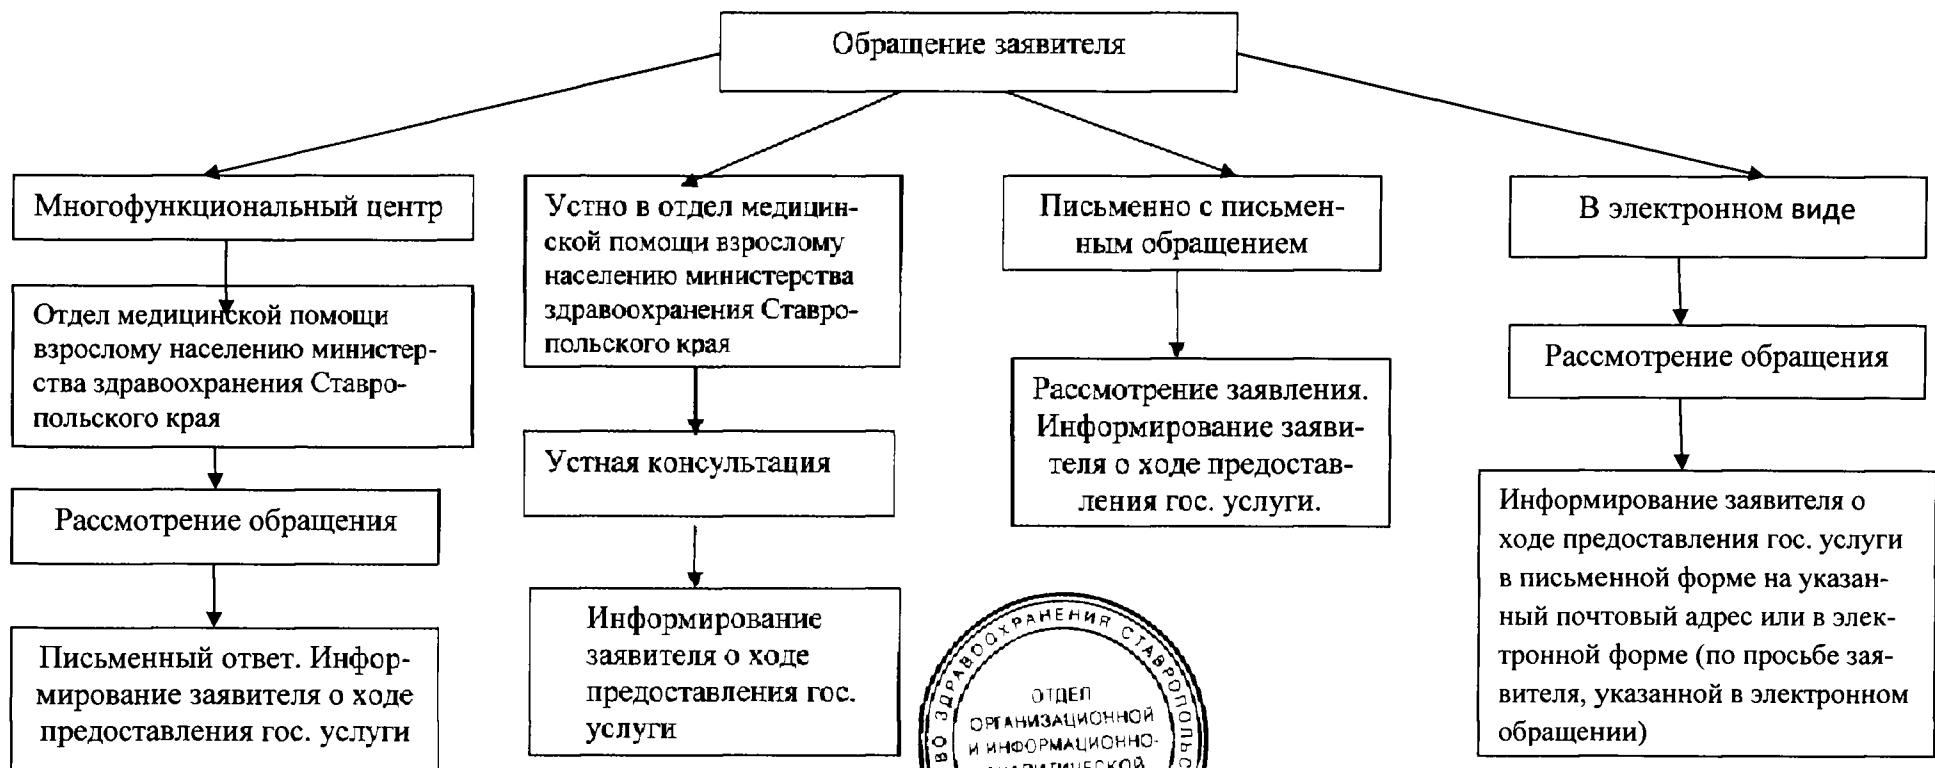 Обращение заявителя
Многофункциональный центр
Отдел медицинской помощи
взрослому населению министер-
ства здравоохранения Ставро-
польского края
Рассмотрение обращения
Письменный ответ. Инфор-
мирование заявителя о ходе
предоставления гос. услуги
Устно в отдел медицин-
ской помощи взрослому
населению министерства
здравоохранения Ставро-
польского края
Устная консультация
Информирование
заявителя о ходе
предоставления гос.
услуги
Письменно с письмен-
ным обращением
Рассмотрение заявления.
Информирование заяви-
теля о ходе предостав-
ления гос. услуги.
В электронном виде
Рассмотрение обращения
Информирование заявителя о
ходе предоставления гос. услуги
в письменной форме на указан-
ный почтовый адрес или в элек-
тронной форме (по просьбе зая-
вителя, указанной в электронном
обращении)
ВО ЗДРАВООХРАНЕНИЯ СТАВРОПОЛЬС
ОТДЕЛ
ОРГАНИЗАЦИОННОЙ
И ИНФОРМАЦИОННО-